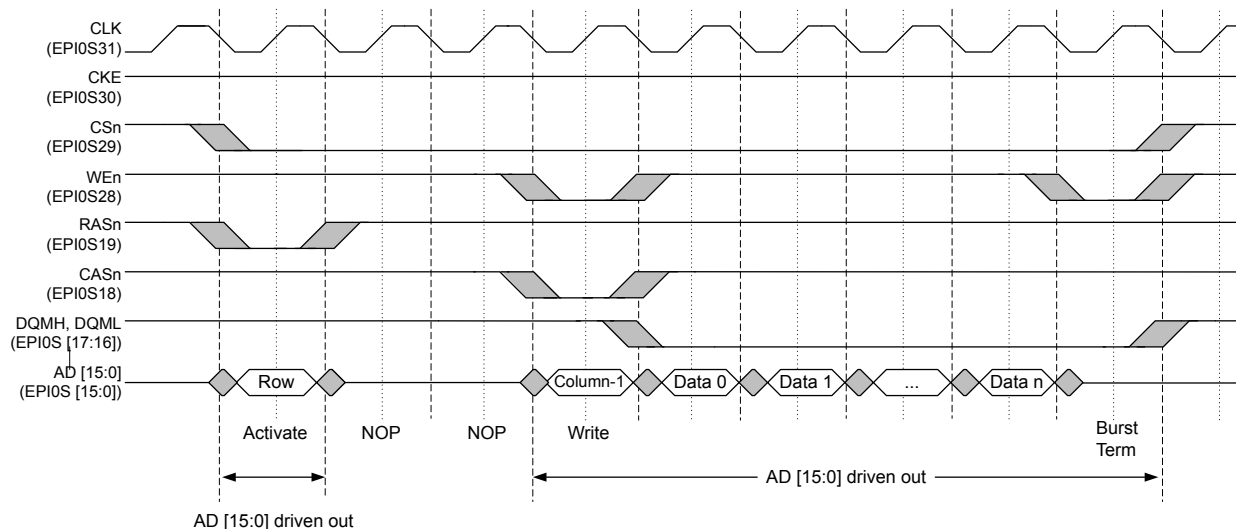 CLK
(EPI0S31)
CKE
(EPI0S30)
CSn
(EPI0S29)
WEn
(EPI0S28)
RASn
(EPI0S19)
CASn
(EPI0S18)
DQMH, DQML
(EPI0S [17:16])
AD [15:0]
(EPI0S [15:0])
Row Column-1 Data 0 Data 1 ... Data n
Activate NOP NOP Write Burst
Term
AD [15:0] driven out
AD [15:0] driven out